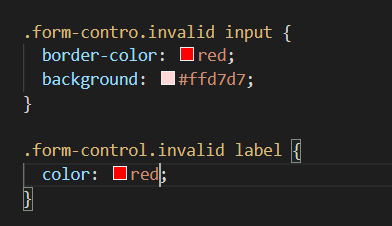 .form-contro.invalid input {
border-color: red;
background: #ffd7d7;
}
.form-control.invalid label {
color: red;
}